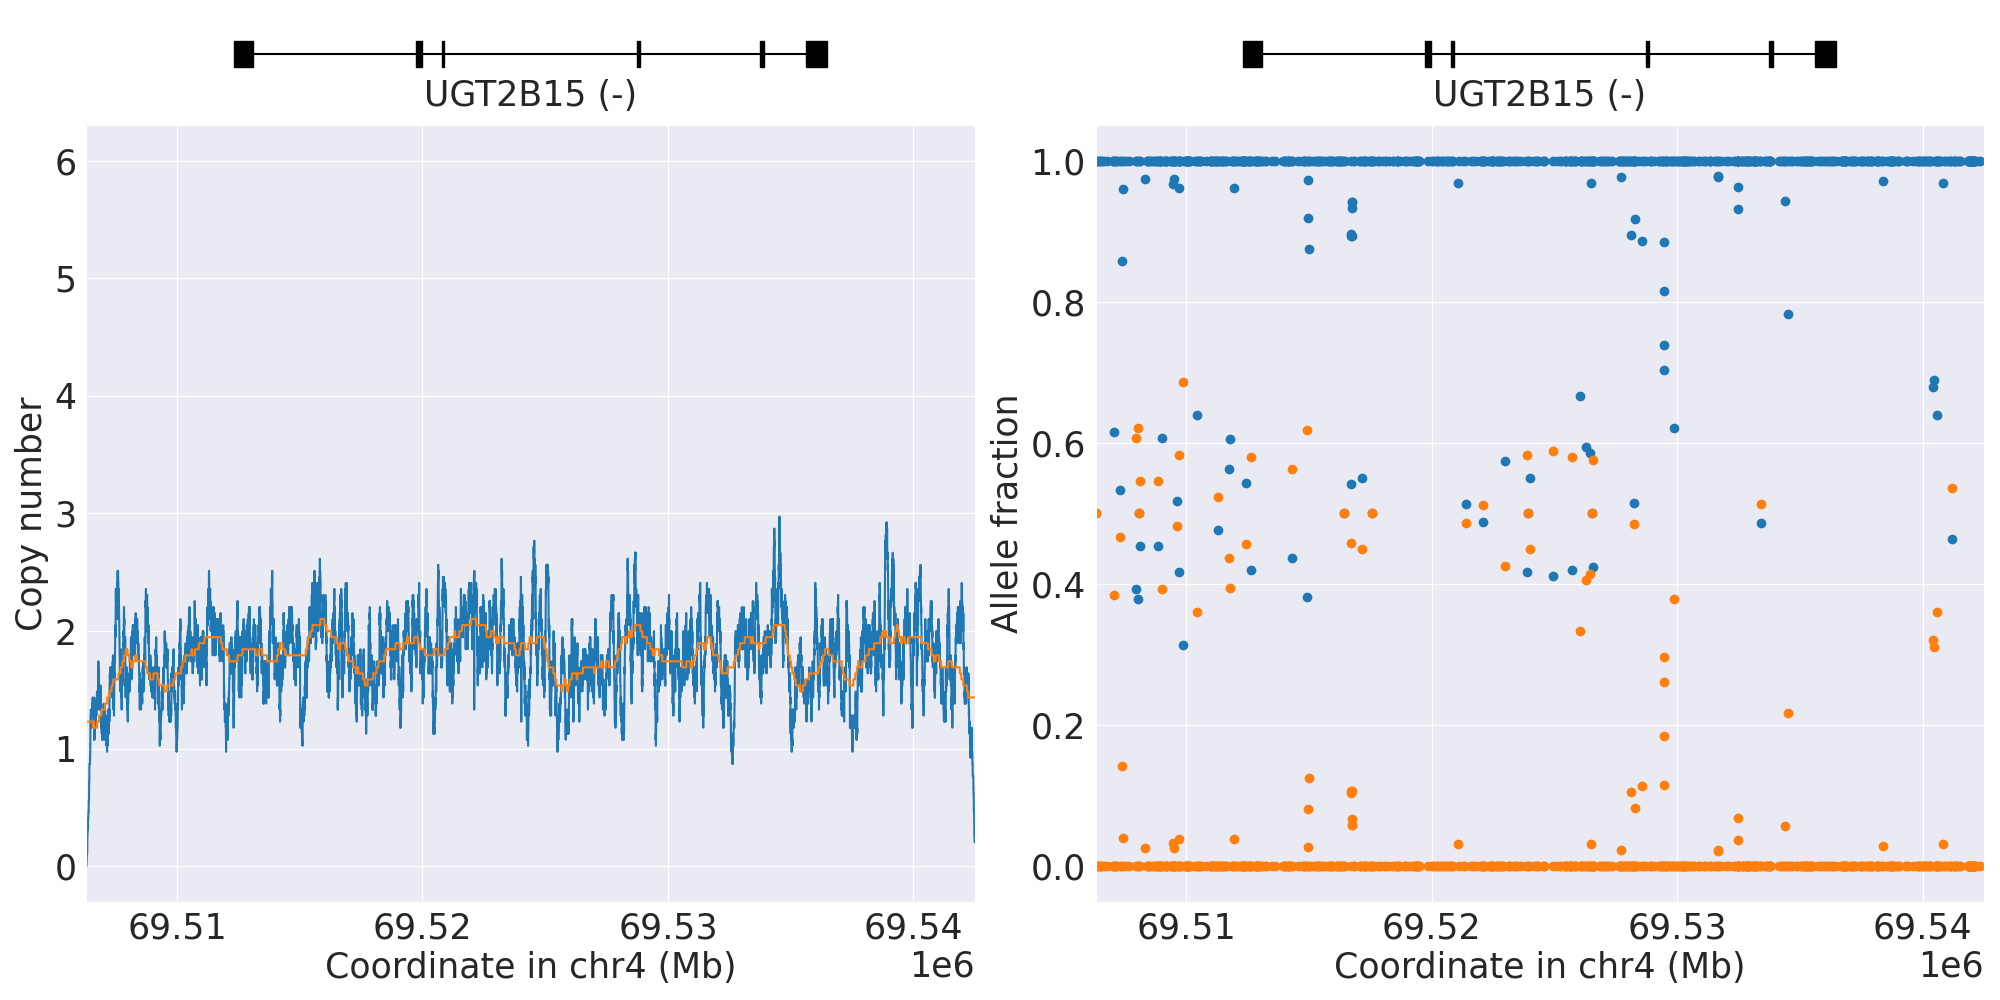 UGT2B15 (-)
6
5
4
3
2
1
0
Copy number
69.51 69.52 69.53 69.54
Coordinate in chr4 (Mb)
1e6
UGT2B15 (-)
1.0
0.8
0.6
0.4
0.2
0.0
Allele fraction
69.51 69.52 69.53 69.54
Coordinate in chr4 (Mb)
1e6